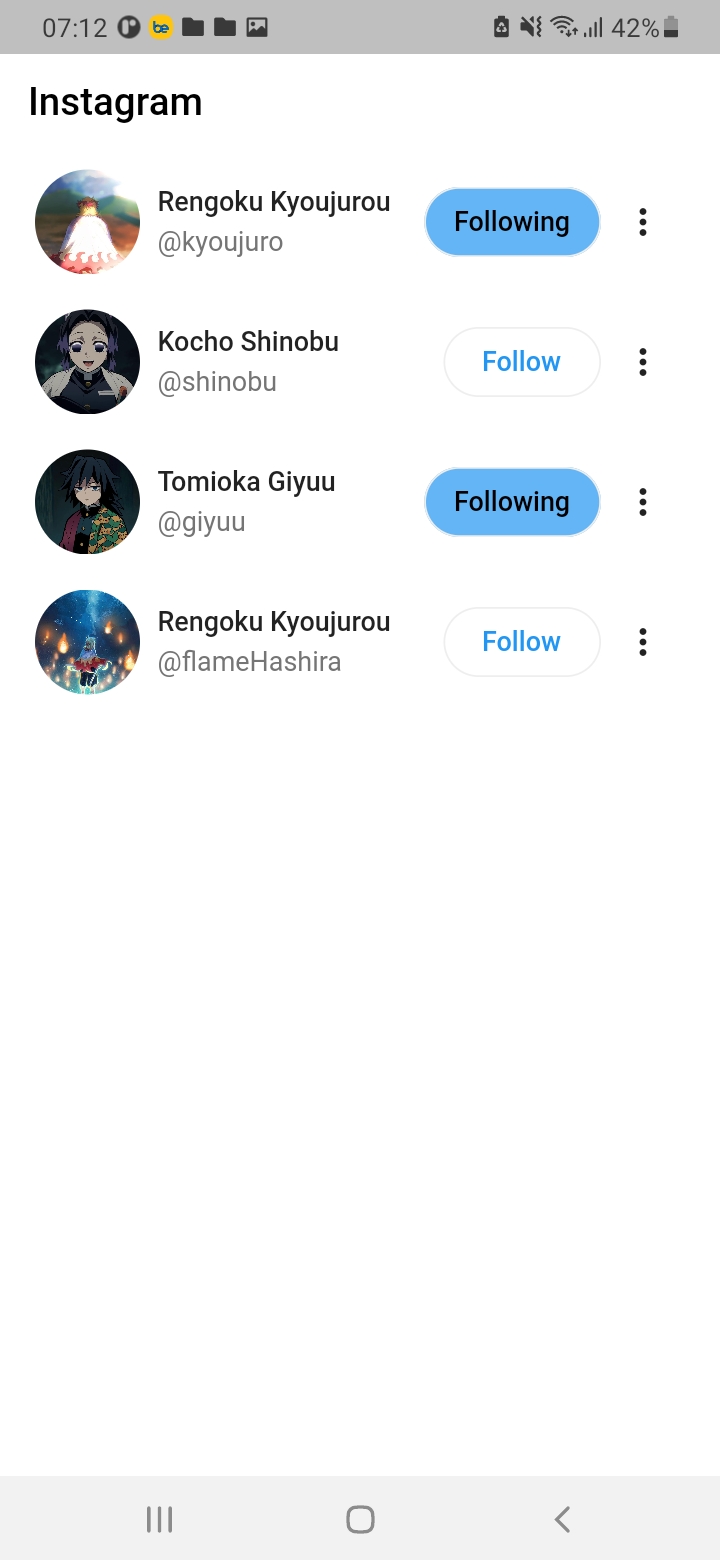 07:12 be 42%
Instagram
Rengoku Kyoujurou
@kyoujuro
Following
Kocho Shinobu
@shinobu
Follow
Tomioka Giyuu
@giyuu
Following
Rengoku Kyoujurou
@flameHashira
Follow